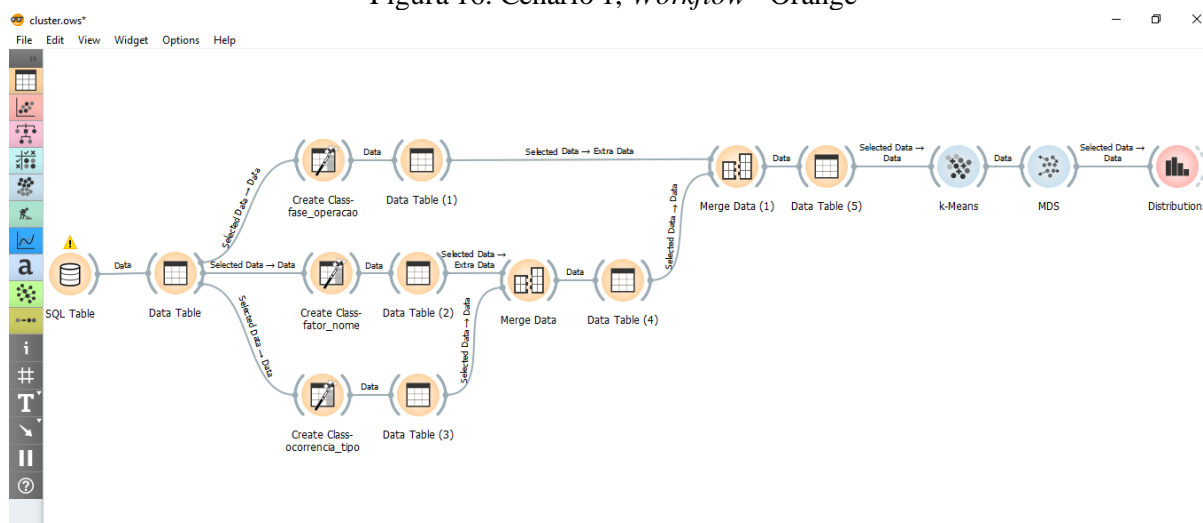 Figura 16: Cenário 1, Workflow - Orange
cluster.ows*
File Edit View Widget Options Help
Selected Data → Data
Data
Create Class-
fase_operacao
Data Table (1)
Selected Data → Extra Data
Merge Data (1)
Data
Data Table (5)
Selected Data →
Data
k-Means
Data
MDS
Selected Data →
Data
Distributions
SQL Table
Data
Data Table
Selected Data → Data
Create Class-
fator_nome
Data
Data Table (2)
Selected Data →
Extra Data
Merge Data
Data
Data Table (4)
Selected Data → Data
Selected Data → Data
Create Class-
ocorrencia_tipo
Data
Data Table (3)
Selected Data → Data
a
i
#
T